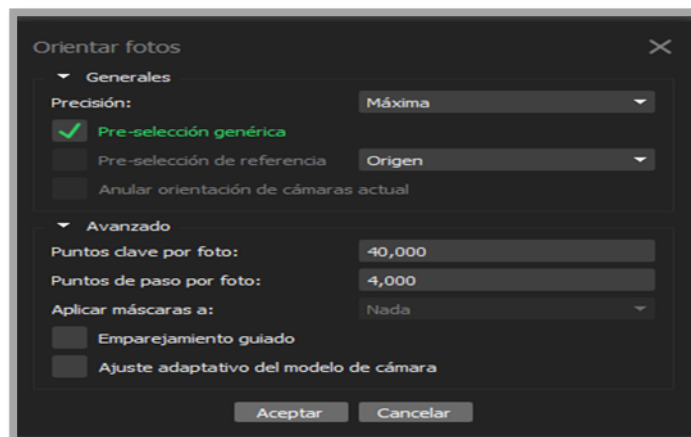 Orientar fotos
Generales
Precisión: Máxima
Pre-selección genérica
Pre-selección de referencia Origen
Anular orientación de cámaras actual
Avanzado
Puntos clave por foto: 40,000
Puntos de paso por foto: 4,000
Aplicar máscaras a: Nada
Emparejamiento guiado
Ajuste adaptativo del modelo de cámara
Aceptar Cancelar